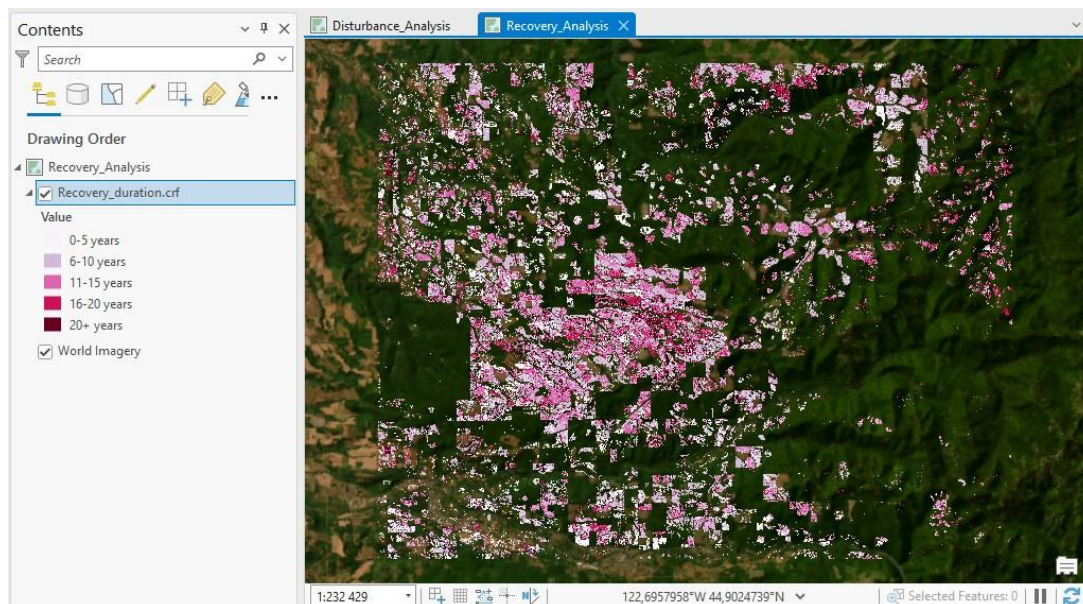 Contents
Search
Drawing Order
Recovery_Analysis
Recovery_duration.crf
Value
0-5 years
6-10 years
11-15 years
16-20 years
20+ years
World Imagery
Disturbance_Analysis
Recovery_Analysis
1:232 429
122,6957958°W 44,9024739°N
Selected Features: 0